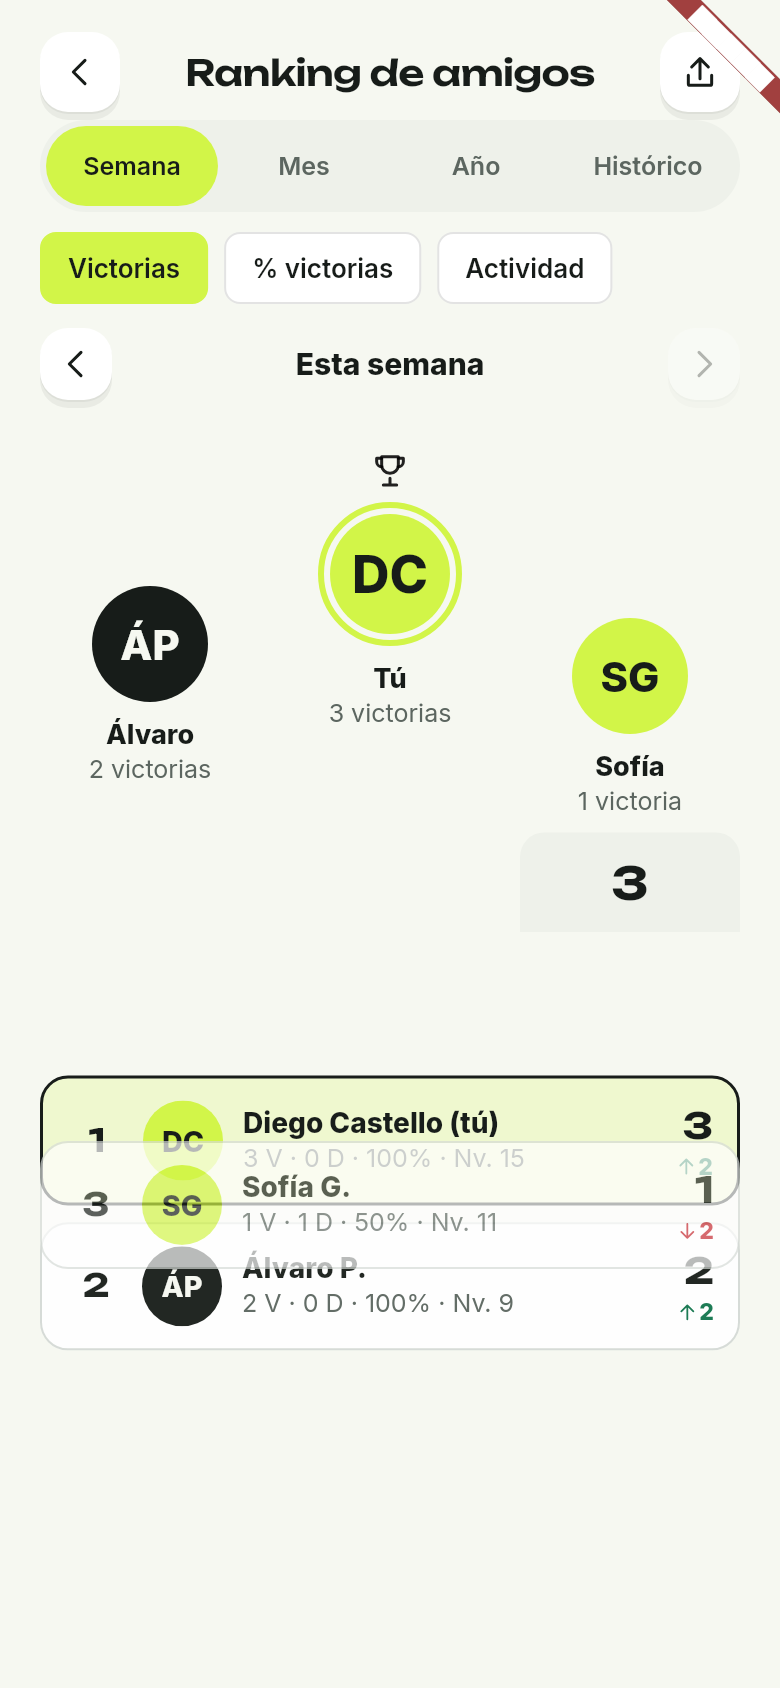 Ranking de amigos
Semana Mes Año Histórico
Victorias % victorias Actividad
Esta semana
DC
Tú
3 victorias
ÁP
Álvaro
2 victorias
SG
Sofía
1 victoria
3
1 DC Diego Castello (tú) 3
3 V · 0 D · 100% · Nv. 15 ↑2
3 SG Sofía G. 1
1 V · 1 D · 50% · Nv. 11 ↓2
2 ÁP Álvaro P. 2
2 V · 0 D · 100% · Nv. 9 ↑2